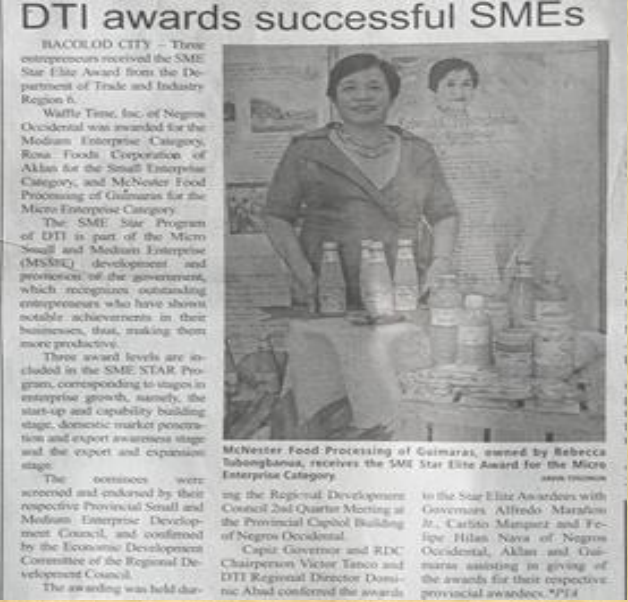 DTI awards successful SMEs
BACOLOD CITY – Three
entrepreneurs received the SME
Star Elite Award from the De-
partment of Trade and Industry
Region 6.
Waffle Time, Inc. of Negros
Occidental was awarded for the
Medium Enterprise Category,
Rosa Foods Corporation of
Aklan for the Small Enterprise
Category, and McNester Food
Processing of Guimaras for the
Micro Enterprise Category.
The SME Star Program
of DTI is part of the Micro
Small and Medium Enterprise
(MSME) development and
promotion of the government,
which recognizes outstanding
entrepreneurs who have shown
notable achievements in their
businesses, thus, making them
more productive.
Three award levels are in-
cluded in the SME STAR Pro-
gram, corresponding to stages in
enterprise growth, namely, the
start-up and capability building
stage, domestic market penetra-
tion and export awareness stage
and the export and expansion
stage.
The nominees were
screened and endorsed by their
respective Provincial Small and
Medium Enterprise Develop-
ment Council, and confirmed
by the Economic Development
Committee of the Regional De-
velopment Council.
The awarding was held dur-
McNester Food Processing of Guimaras, owned by Rebecca
Tubongbanua, receives the SME Star Elite Award for the Micro
Enterprise Category.
ing the Regional Development
Council 2nd Quarter Meeting at
the Provincial Capitol Building
of Negros Occidental.
Capiz Governor and RDC
Chairperson Victor Tanco and
DTI Regional Director Domi-
nic Abad conferred the awards
to the Star Elite Awardees with
Governors Alfredo Marañon
Jr., Carlito Marquez and Fe-
lipe Hilan Nava of Negros
Occidental, Aklan and Gui-
maras assisting in giving of
the awards for their respective
provincial awardees. *PIA